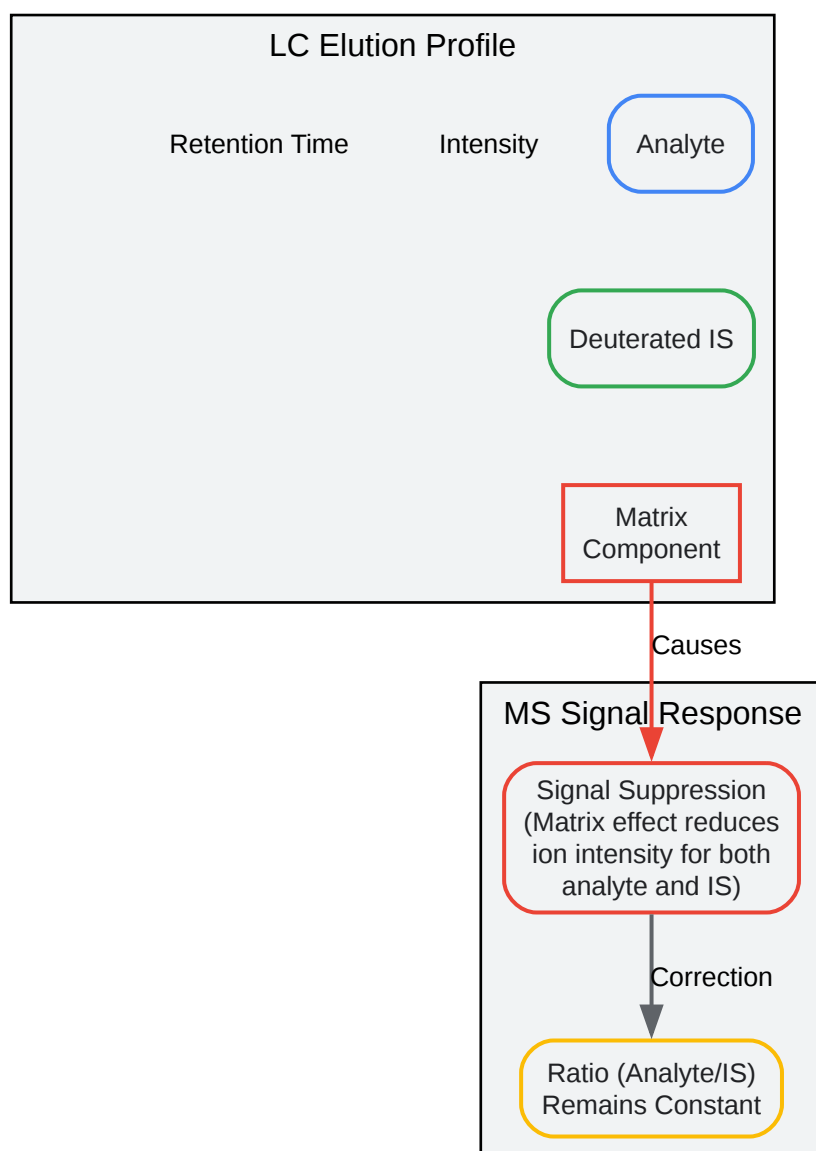 LC Elution Profile
Retention Time
Intensity
Analyte
Deuterated IS
Matrix
Component
Causes
MS Signal Response
Signal Suppression
(Matrix effect reduces
ion intensity for both
analyte and IS)
Correction
Ratio (Analyte/IS)
Remains Constant